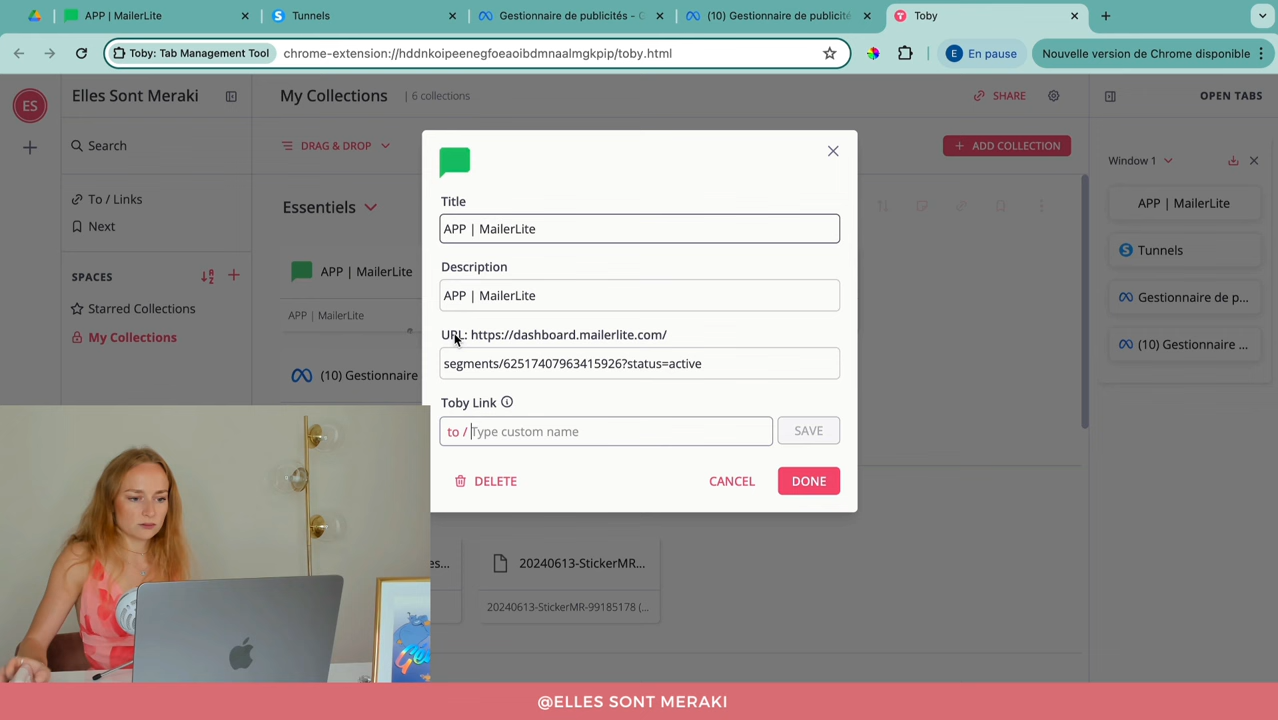 APP | MailerLite
Tunnels
Gestionnaire de publicités - G
(10) Gestionnaire de publicité
Toby
Toby: Tab Management Tool
chrome-extension://hddnkoipeenegfoeaoibdmnaalmgkpip/toby.html
E En pause
Nouvelle version de Chrome disponible
ES
Elles Sont Meraki
My Collections
| 6 collections
SHARE
OPEN TABS
Search
DRAG & DROP
+ ADD COLLECTION
Window 1
To / Links
Next
Essentiels
APP | MailerLite
Tunnels
Gestionnaire de p...
(10) Gestionnaire ...
SPACES
Starred Collections
My Collections
APP | MailerLite
APP | MailerLite
(10) Gestionnaire
Title
APP | MailerLite
Description
APP | MailerLite
URL: https://dashboard.mailerlite.com/
segments/62517407963415926?status=active
Toby Link
to / Type custom name
SAVE
DELETE
CANCEL
DONE
es...
20240613-StickerMR...
20240613-StickerMR-99185178 (...
@ELLES SONT MERAKI